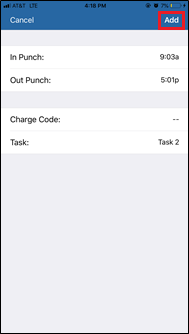 AT&T LTE 4:18 PM 7%
Cancel Add
In Punch: 9:03a
Out Punch: 5:01p
Charge Code: --
Task: Task 2